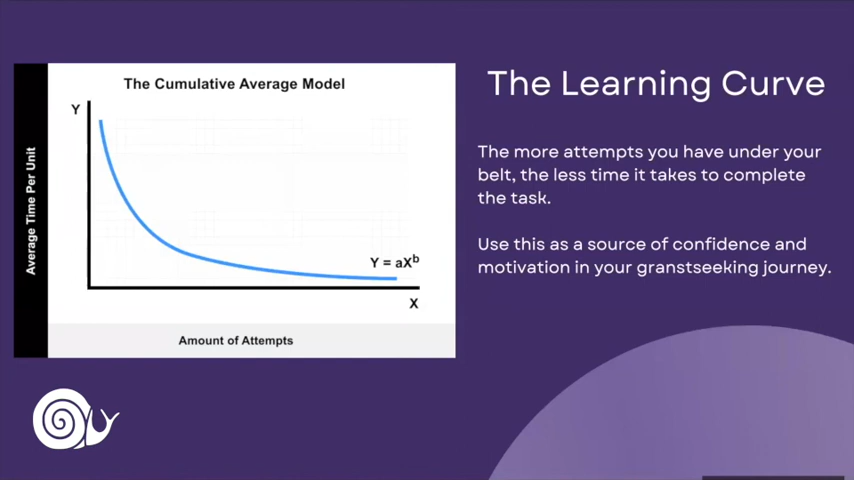 The Cumulative Average Model
Y
Average Time Per Unit
Y = aXᵇ
X
Amount of Attempts
The Learning Curve
The more attempts you have under your
belt, the less time it takes to complete
the task.
Use this as a source of confidence and
motivation in your granstseeking journey.